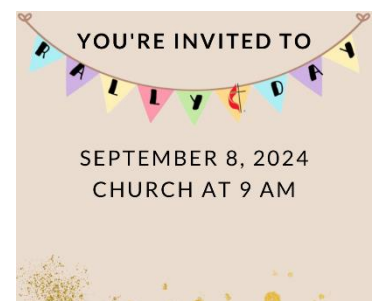 YOU'RE INVITED TO
RALLY DAY
SEPTEMBER 8, 2024
CHURCH AT 9 AM